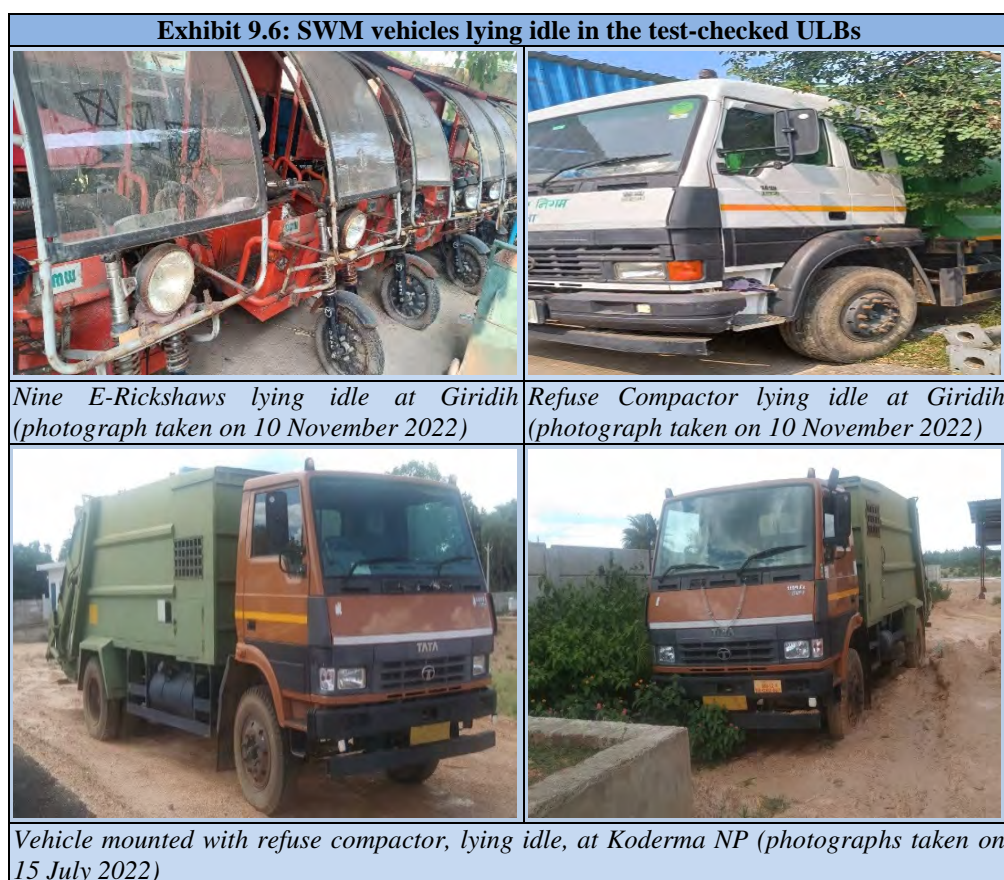 Exhibit 9.6: SWM vehicles lying idle in the test-checked ULBs
निगम
Nine E-Rickshaws lying idle at Giridih
(photograph taken on 10 November 2022)
Refuse Compactor lying idle at Giridih
(photograph taken on 10 November 2022)
TATA
TATA
Vehicle mounted with refuse compactor, lying idle, at Koderma NP (photographs taken on
15 July 2022)